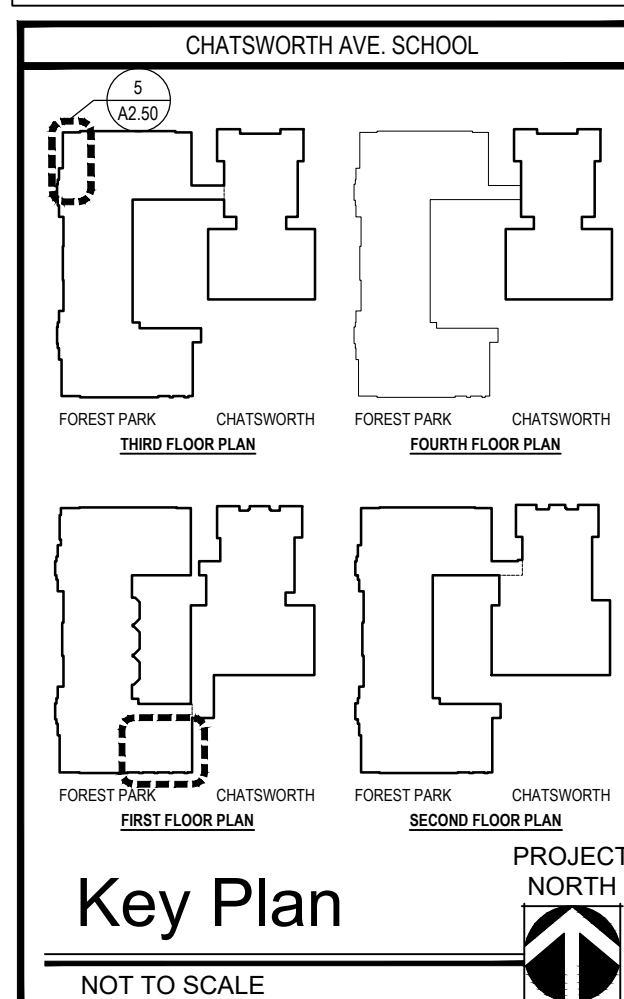 CHATSWORTH AVE. SCHOOL
5
A2.50
FOREST PARK CHATSWORTH
THIRD FLOOR PLAN
FOREST PARK CHATSWORTH
FOURTH FLOOR PLAN
FOREST PARK CHATSWORTH
FIRST FLOOR PLAN
FOREST PARK CHATSWORTH
SECOND FLOOR PLAN
Key Plan
PROJECT
NORTH
NOT TO SCALE